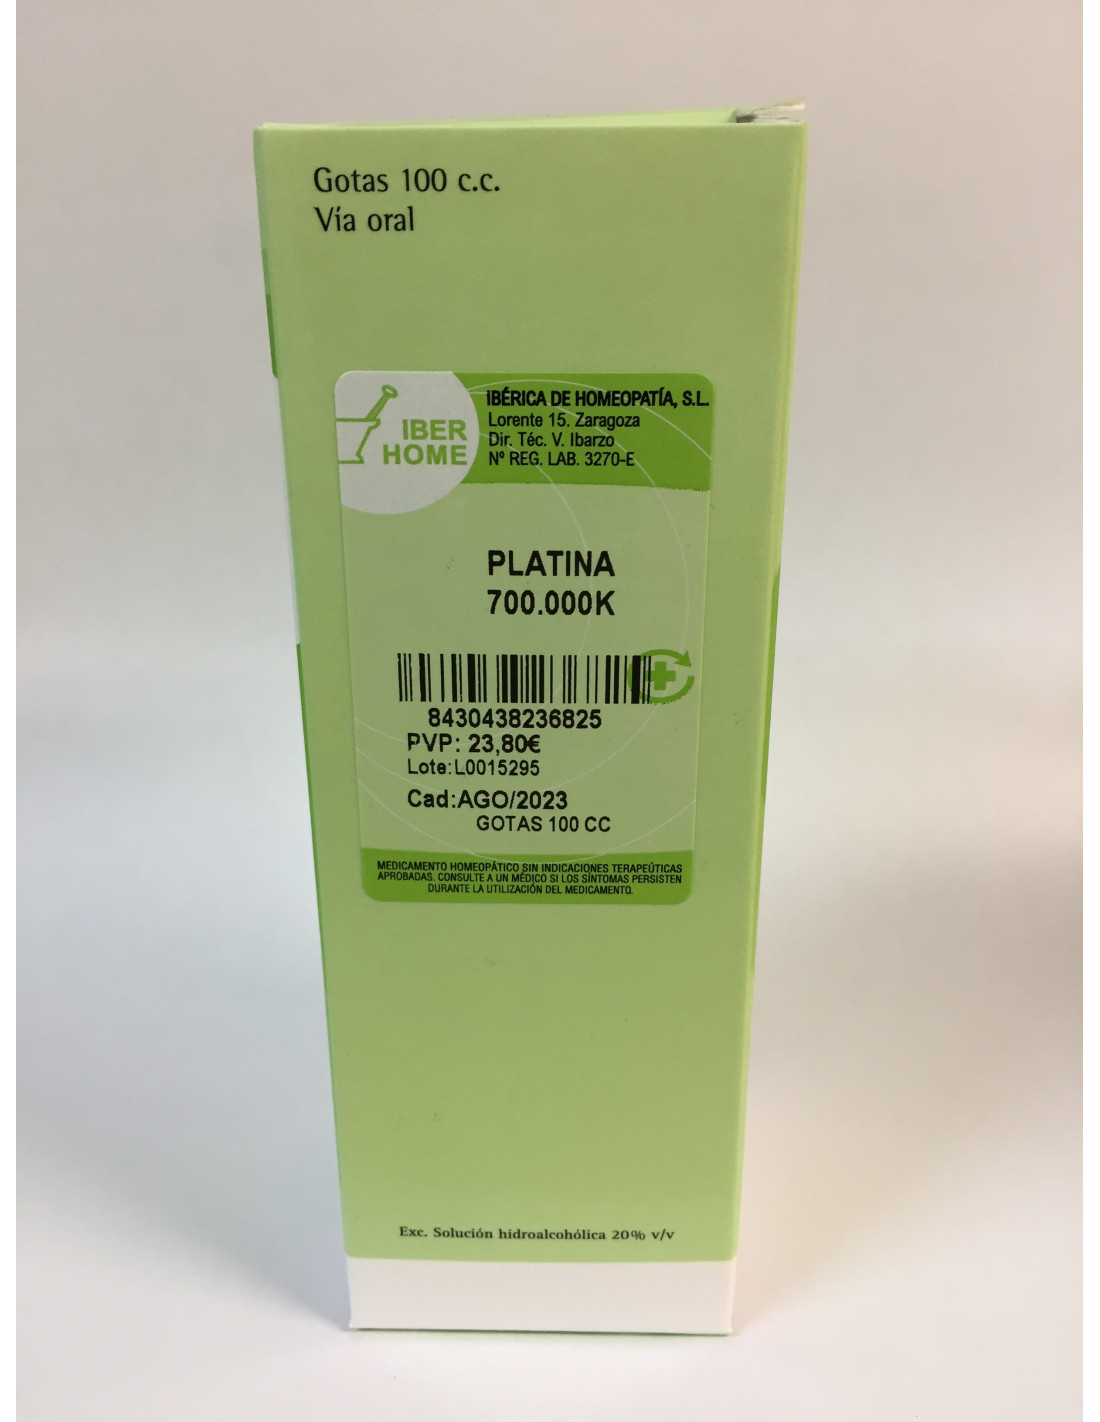 Gotas 100 c.c.
Vía oral
IBER
HOME
IBÉRICA DE HOMEOPATÍA, S.L.
Lorente 15. Zaragoza
Dir. Téc. V. Ibarzo
Nº REG. LAB. 3270-E
PLATINA
700.000K
8430438236825
PVP: 23,80€
Lote:L0015295
Cad:AGO/2023
GOTAS 100 CC
MEDICAMENTO HOMEOPÁTICO SIN INDICACIONES TERAPEÚTICAS
APROBADAS. CONSULTE A UN MÉDICO SI LOS SÍNTOMAS PERSISTEN
DURANTE LA UTILIZACIÓN DEL MEDICAMENTO.
Exc. Solución hidroalcohólica 20% v/v